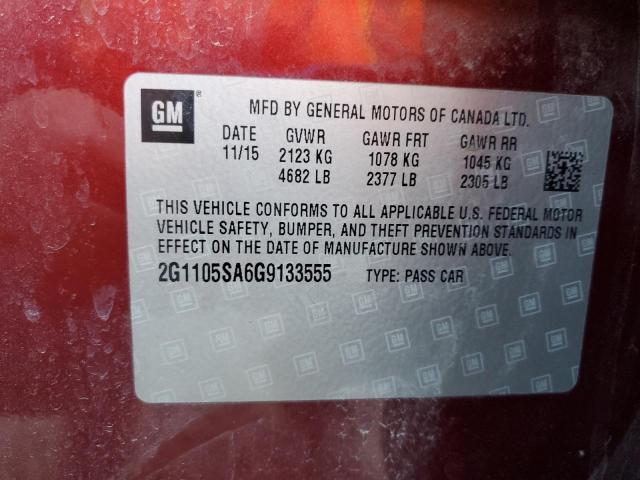 GM®
MFD BY GENERAL MOTORS OF CANADA LTD.
DATE GVWR GAWR FRT GAWR RR
11/15 2123 KG 1078 KG 1045 KG
4682 LB 2377 LB 2305 LB
THIS VEHICLE CONFORMS TO ALL APPLICABLE U.S. FEDERAL MOTOR
VEHICLE SAFETY, BUMPER, AND THEFT PREVENTION STANDARDS IN
EFFECT ON THE DATE OF MANUFACTURE SHOWN ABOVE.
2G1105SA6G9133555 TYPE: PASS CAR